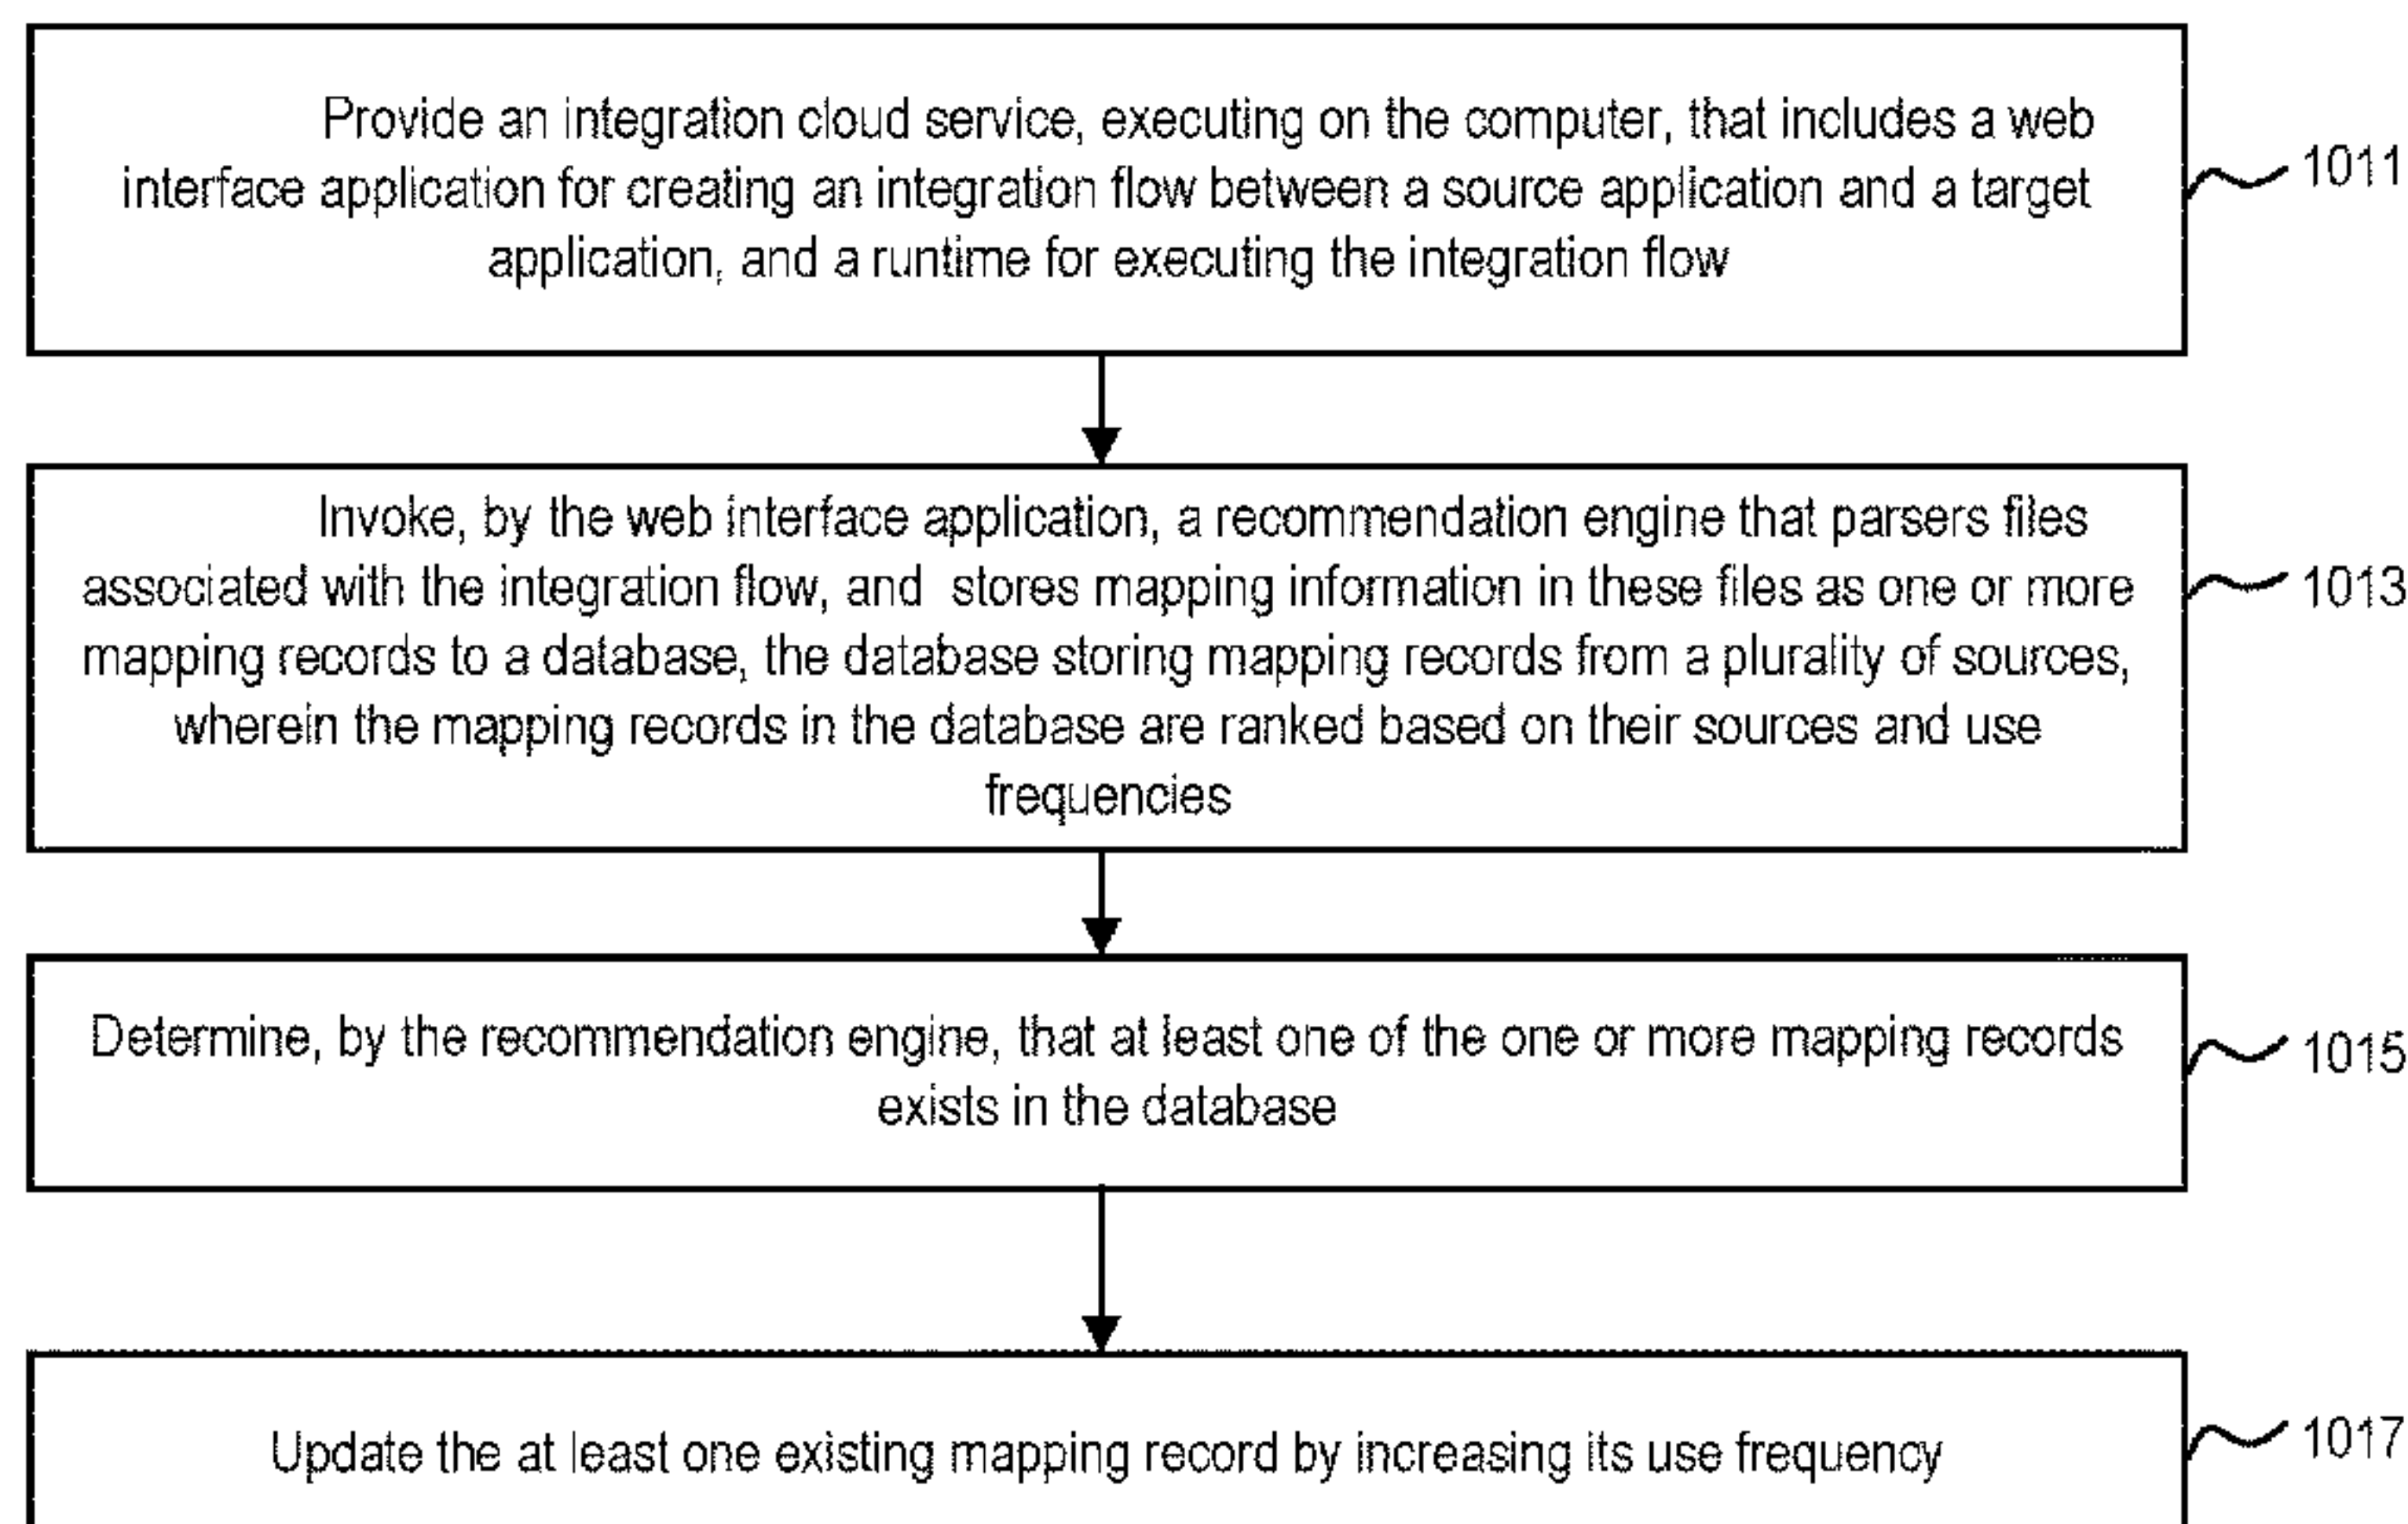 Provide an integration cloud service, executing on the computer, that includes a web
interface application for creating an integration flow between a source application and a target
application, and a runtime for executing the integration flow
1011
Invoke, by the web interface application, a recommendation engine that parsers files
associated with the integration flow, and stores mapping information in these files as one or more
mapping records to a database, the database storing mapping records from a plurality of sources,
wherein the mapping records in the database are ranked based on their sources and use
frequencies
1013
Determine, by the recommendation engine, that at least one of the one or more mapping records
exists in the database
1015
Update the at least one existing mapping record by increasing its use frequency
1017